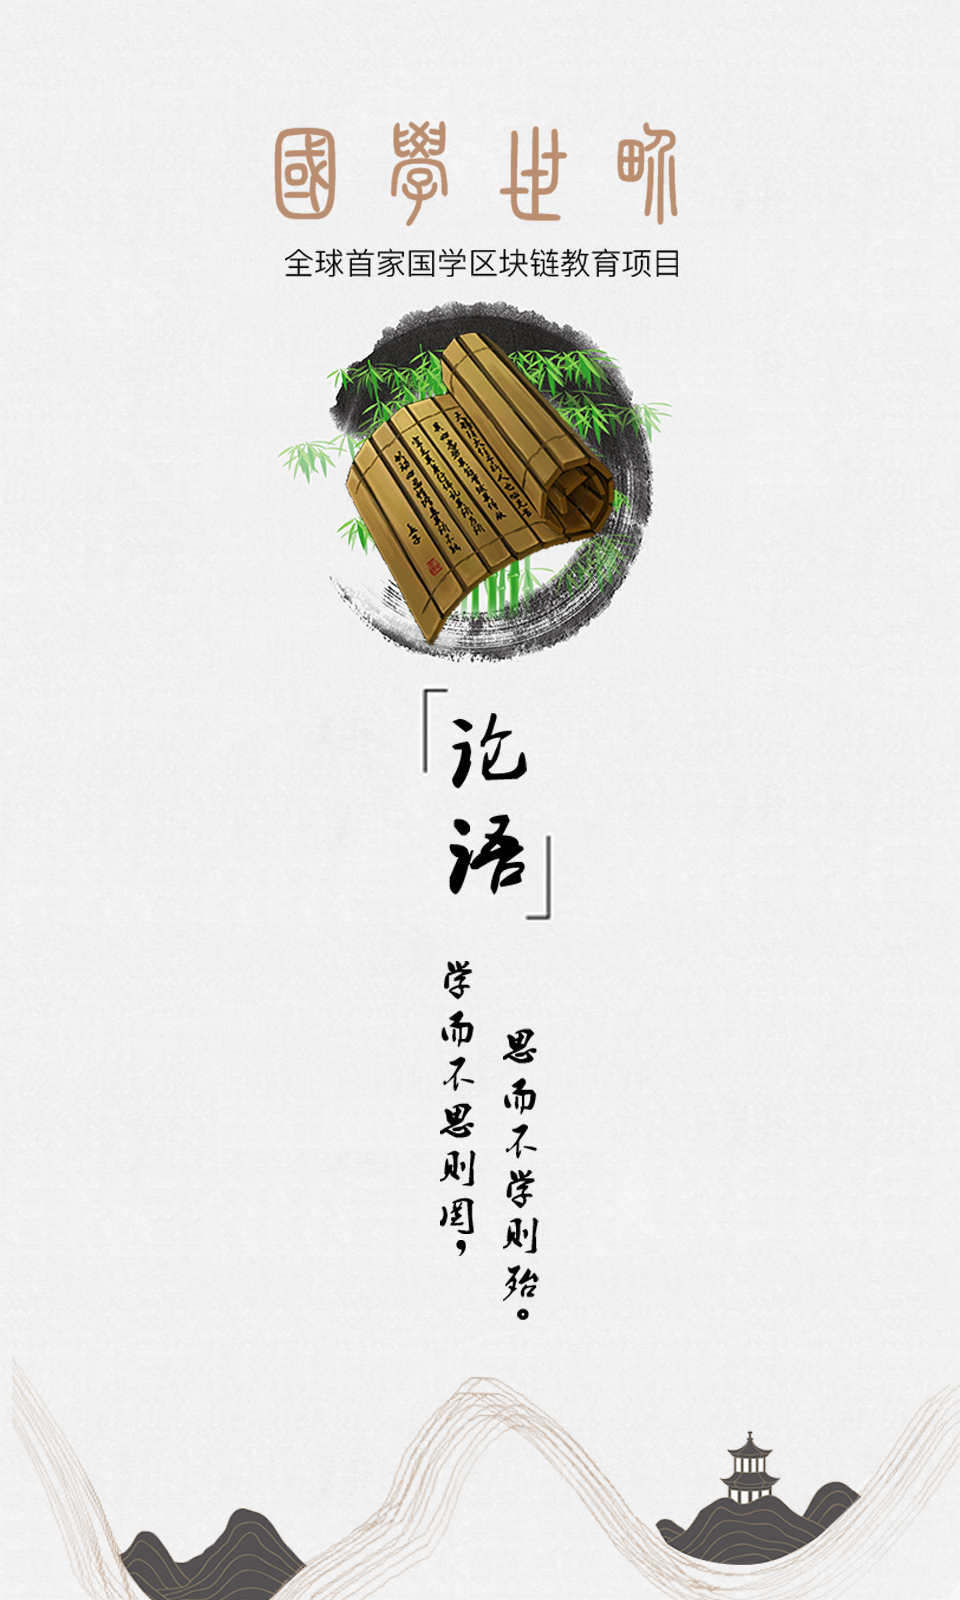 國學世界
全球首家国学区块链教育项目
「论语」
学而不思则罔，
思而不学则殆。